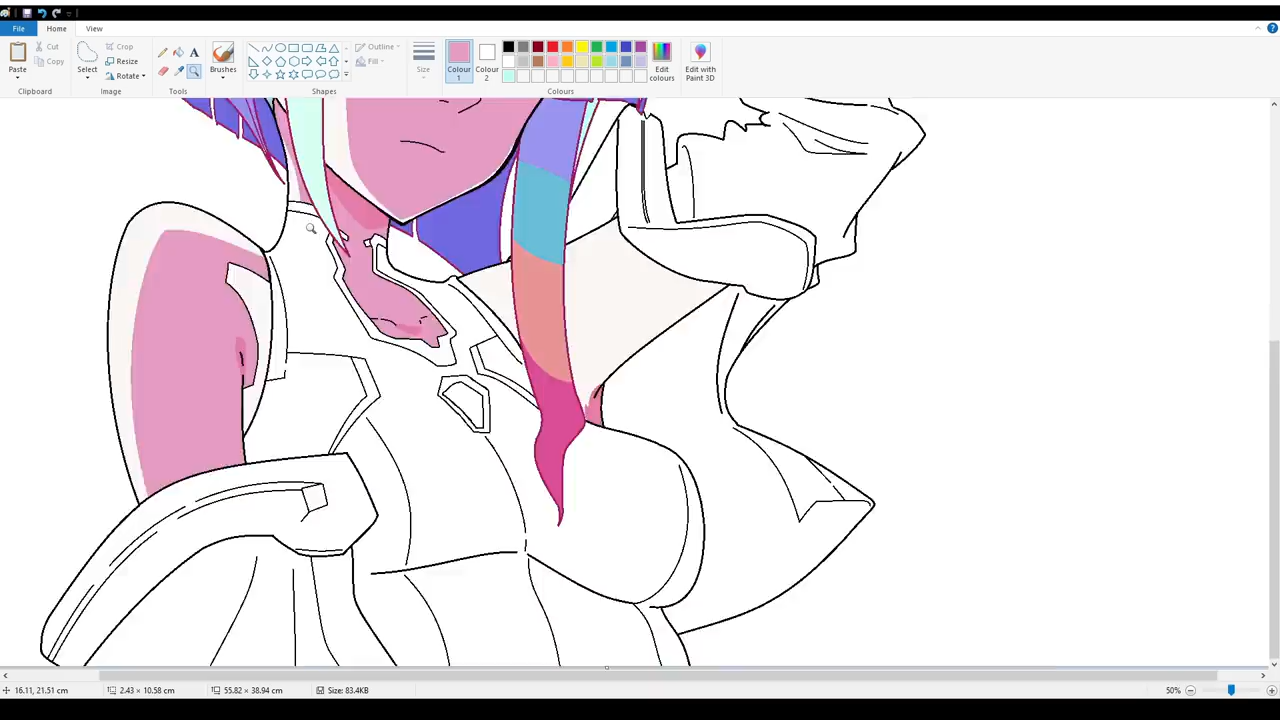 File Home View
Paste
Cut
Copy
Clipboard
Select
Crop
Resize
Rotate
Image
A
Tools
Brushes
Outline
Fill
Shapes
Size
Colour 1
Colour 2
Edit colours
Colours
Edit with Paint 3D
16.11, 21.51 cm 2.43 × 10.58 cm 55.82 × 38.94 cm Size: 83.4KB 50%